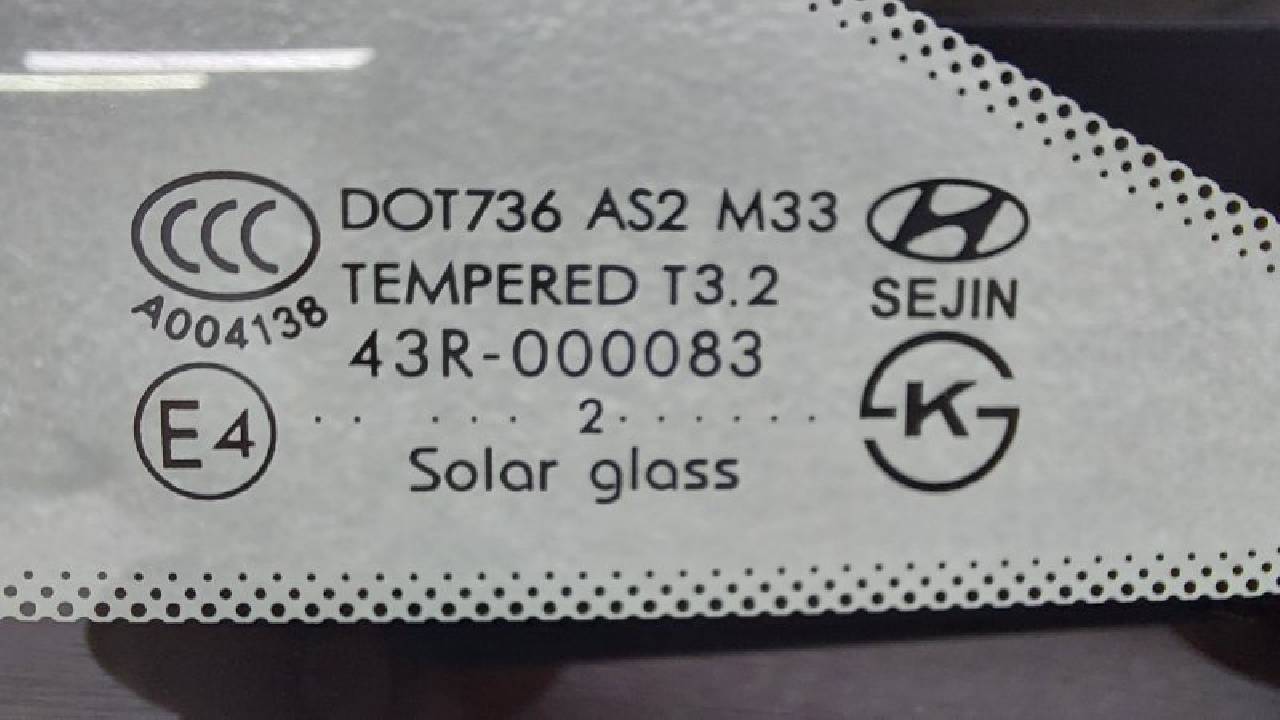 CCC
A004138
E4
DOT736 AS2 M33
TEMPERED T3.2
43R-000083
. . . . . 2 . . . . . .
Solar glass
SEJIN
K